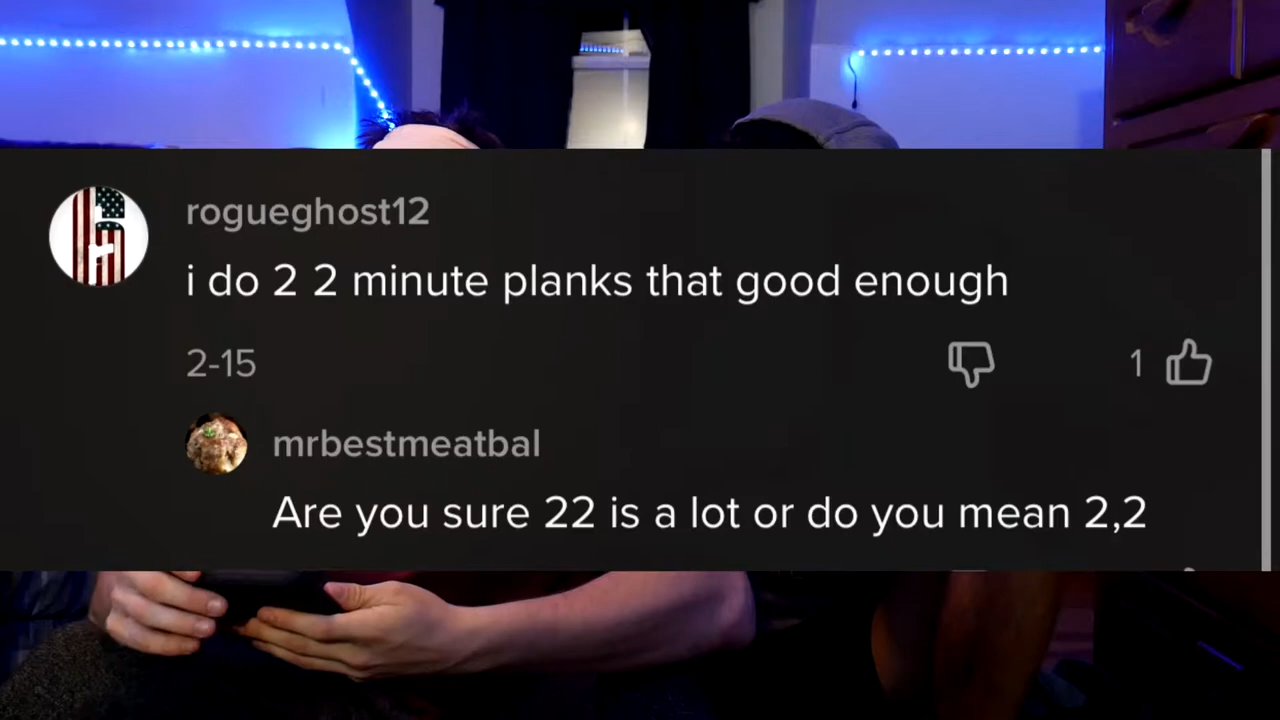 rogueghost12
i do 2 2 minute planks that good enough
2-15
1
mrbestmeatbal
Are you sure 22 is a lot or do you mean 2,2